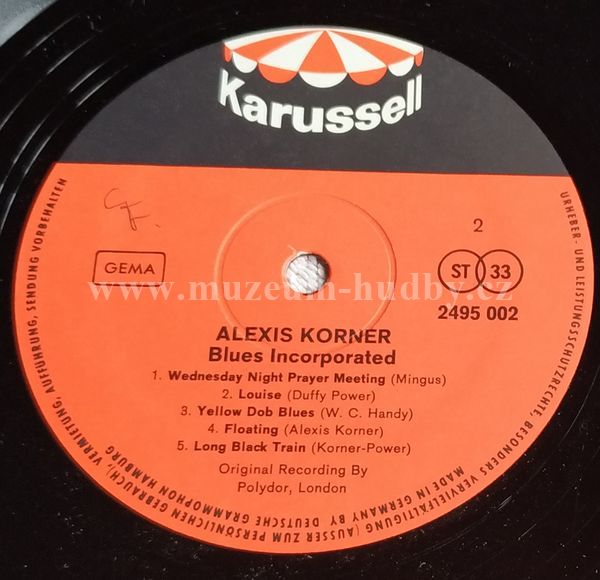 Karussell
GEMA
2
ST 33
2495 002
www.muzeum-hudby.cz
ALEXIS KORNER
Blues Incorporated
1. Wednesday Night Prayer Meeting (Mingus)
2. Louise (Duffy Power)
3. Yellow Dob Blues (W. C. Handy)
4. Floating (Alexis Korner)
5. Long Black Train (Korner-Power)
Original Recording By
Polydor, London
URHEBER- UND LEISTUNGSSCHUTZRECHTE, BESONDERS VERVIELFÄLTIGUNG (AUSSER ZUM PERSÖNLICHEN GEBRAUCH), VERMIETUNG, AUFFÜHRUNG, SENDUNG VORBEHALTEN
MADE IN GERMANY BY DEUTSCHE GRAMMOPHON HAMBURG